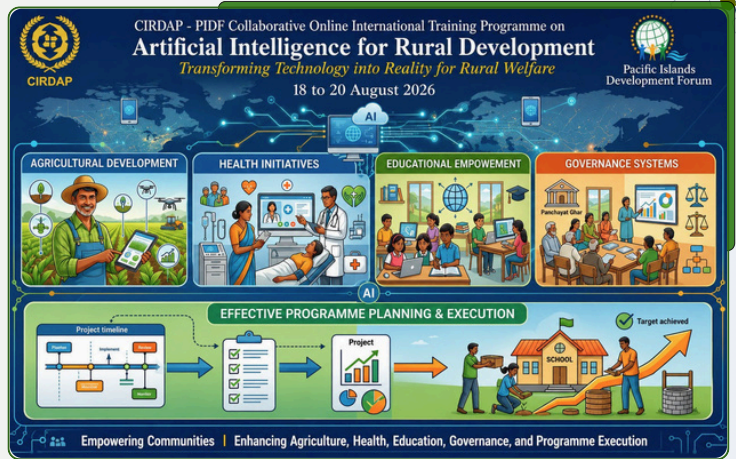 CIRDAP - PIDF Collaborative Online International Training Programme on
Artificial Intelligence for Rural Development
Transforming Technology into Reality for Rural Welfare
18 to 20 August 2026
CIRDAP
Pacific Islands
Development Forum
AI
AGRICULTURAL DEVELOPMENT
HEALTH INITIATIVES
EDUCATIONAL EMPOWEMENT
GOVERNANCE SYSTEMS
Panchayat Ghar
AI
EFFECTIVE PROGRAMME PLANNING & EXECUTION
Project timeline
Implement
Review
Project
SCHOOL
Target achieved
Empowering Communities | Enhancing Agriculture, Health, Education, Governance, and Programme Execution